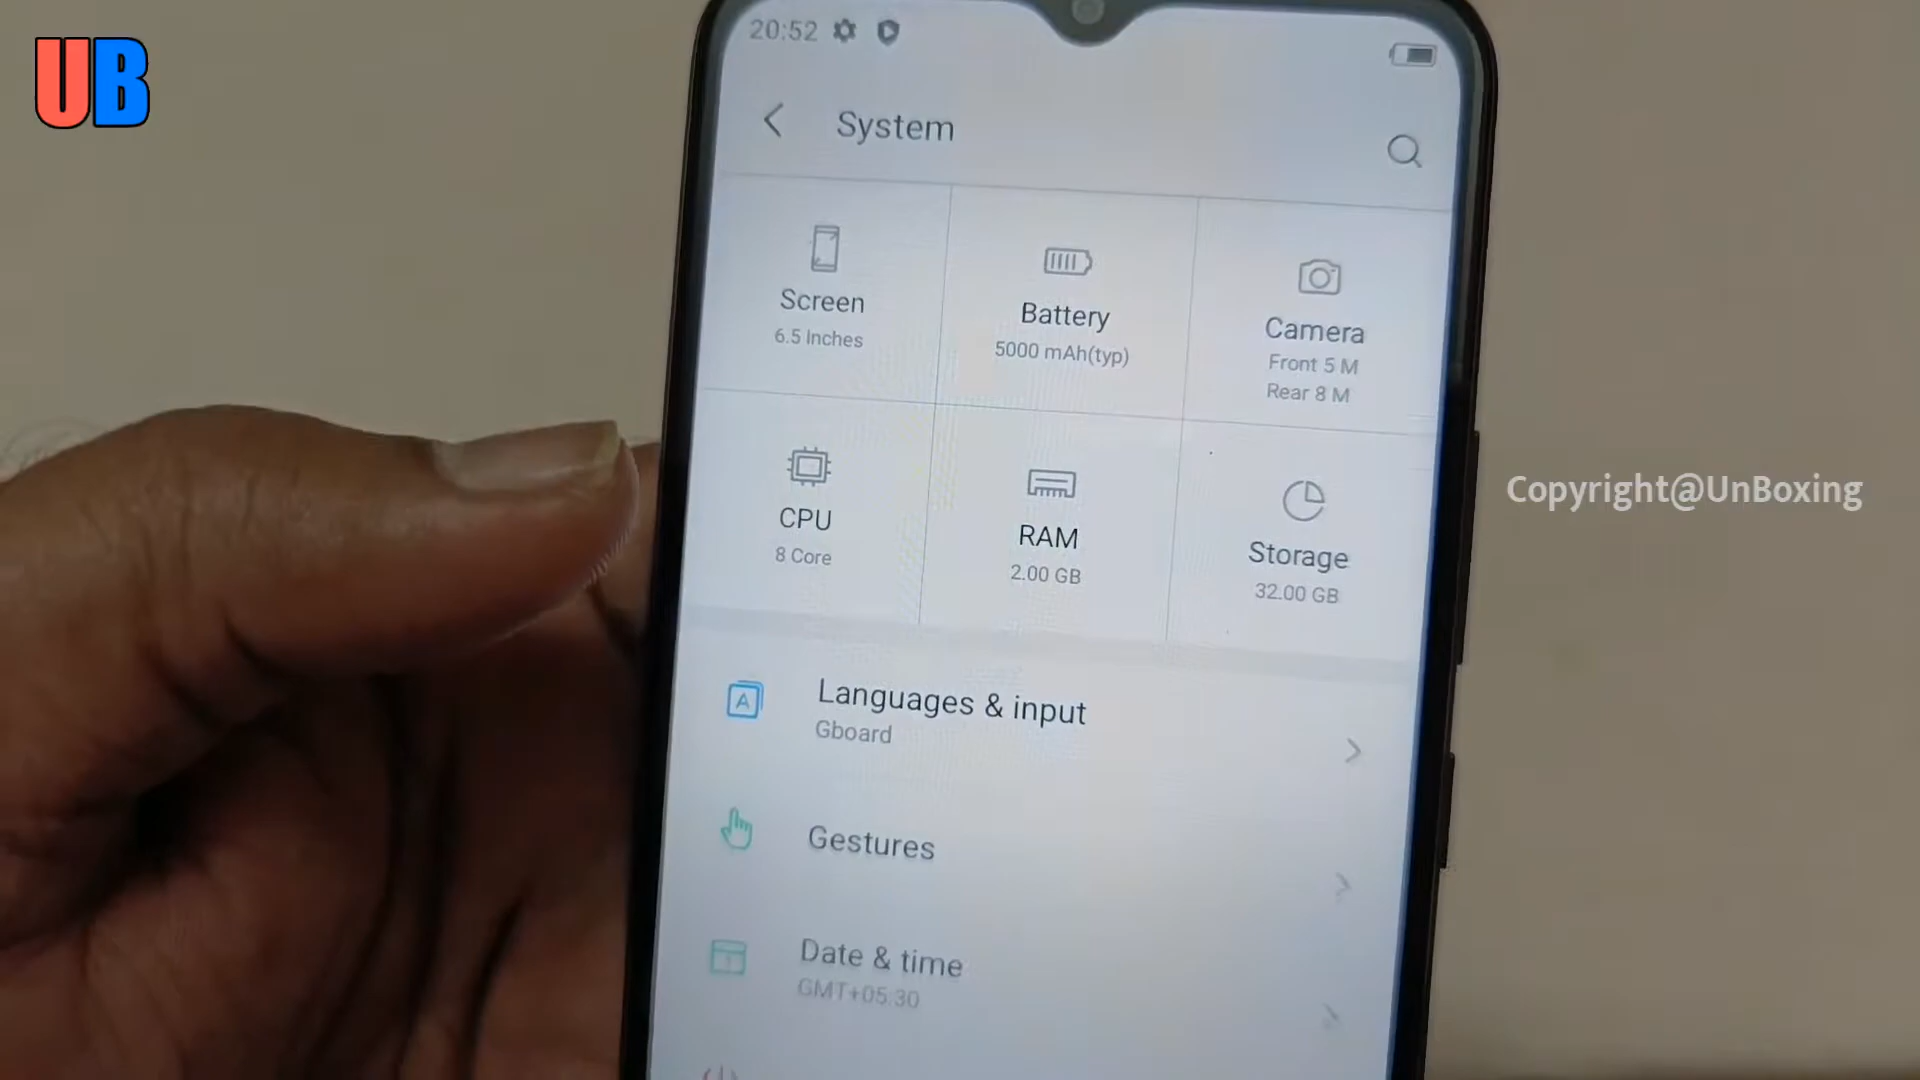 UB
20:52
System
Screen
6.5 Inches
Battery
5000 mAh(typ)
Camera
Front 5 M
Rear 8 M
CPU
8 Core
RAM
2.00 GB
Storage
32.00 GB
Copyright@UnBoxing
A
Languages & input
Gboard
Gestures
Date & time
GMT+05:30